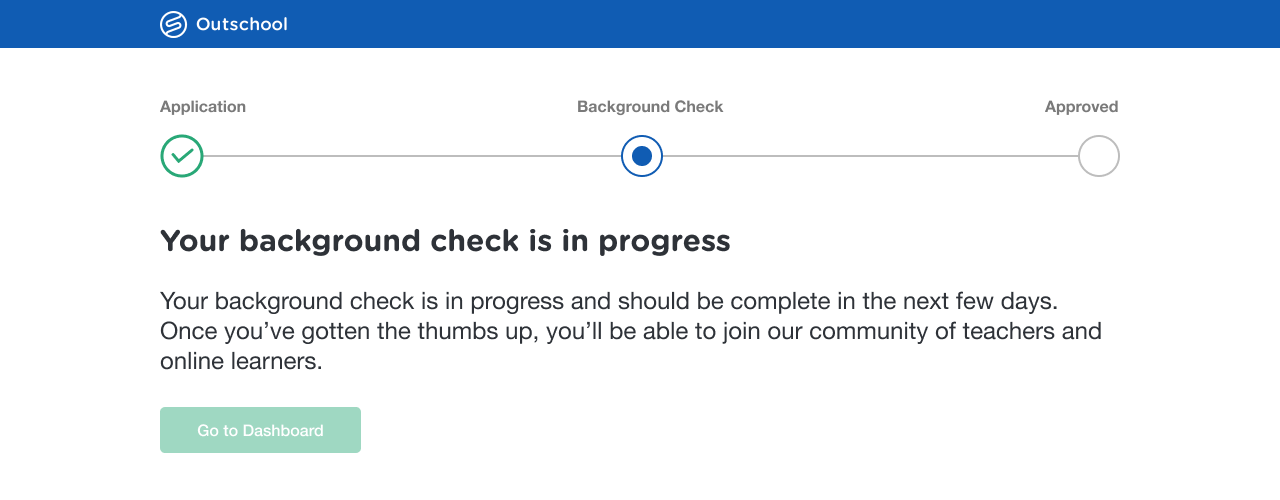 Outschool
Application
Background Check
Approved
Your background check is in progress
Your background check is in progress and should be complete in the next few days.
Once you’ve gotten the thumbs up, you’ll be able to join our community of teachers and
online learners.
Go to Dashboard